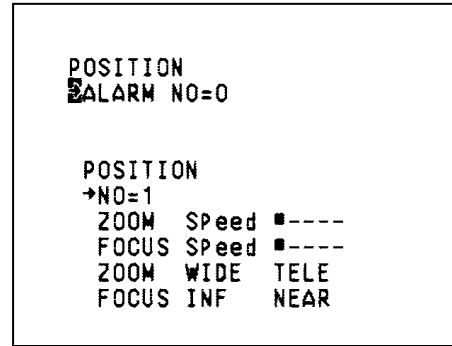 POSITION
→ALARM NO=0
POSITION
→NO=1
ZOOM SPeed ■----
FOCUS SPeed ■----
ZOOM WIDE TELE
FOCUS INF NEAR